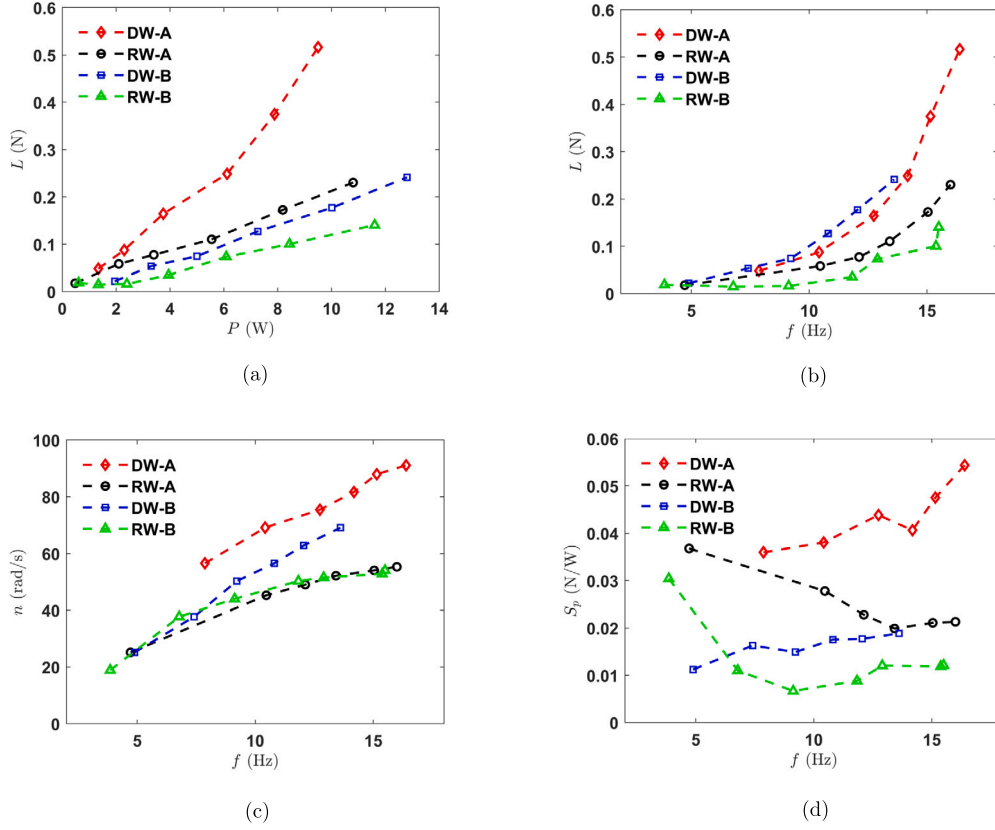 0.6
0.5
0.4
0.3
0.2
0.1
0
L (N)
DW-A
RW-A
DW-B
RW-B
0 2 4 6 8 10 12 14
P (W)
(a)
0.6
0.5
0.4
0.3
0.2
0.1
0
L (N)
DW-A
RW-A
DW-B
RW-B
5 10 15
f (Hz)
(b)
100
80
60
40
20
0
n (rad/s)
DW-A
RW-A
DW-B
RW-B
5 10 15
f (Hz)
(c)
0.06
0.05
0.04
0.03
0.02
0.01
0
S_p (N/W)
DW-A
RW-A
DW-B
RW-B
5 10 15
f (Hz)
(d)